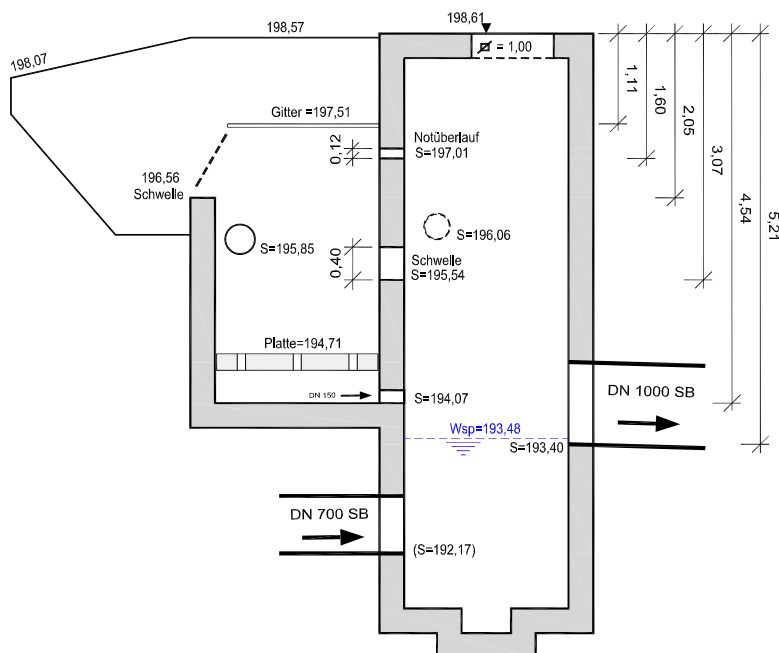 198,61
198,57
198,07
= 1,00
Gitter =197,51
Notüberlauf
S=197,01
0,12
196,56
Schwelle
S=195,85
S=196,06
0,40
Schwelle
S=195,54
Platte=194,71
DN 150
S=194,07
Wsp=193,48
S=193,40
DN 1000 SB
DN 700 SB
(S=192,17)
1,11
1,60
2,05
3,07
4,54
5,21